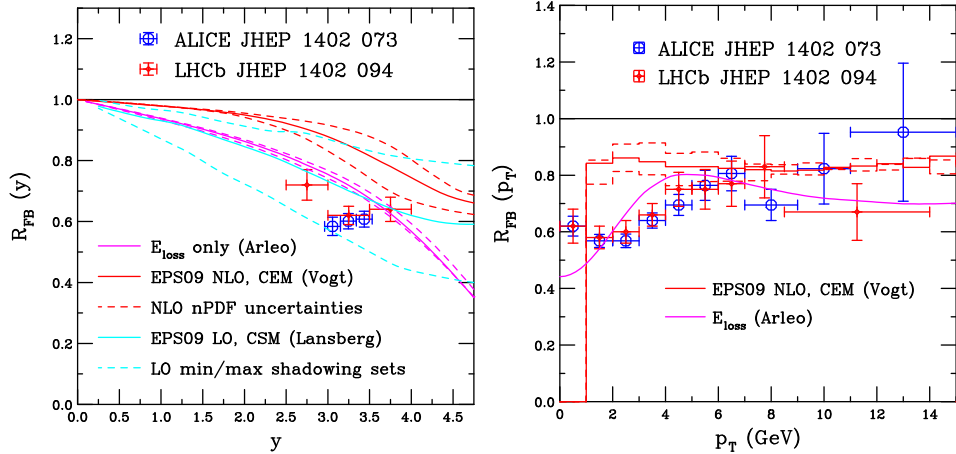 ALICE JHEP 1402 073
LHCb JHEP 1402 094
R_FB (y)
1.2
1.0
0.8
0.6
0.4
0.2
0.0
E_loss only (Arleo)
EPS09 NLO, CEM (Vogt)
NLO nPDF uncertainties
EPS09 LO, CSM (Lansberg)
LO min/max shadowing sets
0.0 0.5 1.0 1.5 2.0 2.5 3.0 3.5 4.0 4.5
y
ALICE JHEP 1402 073
LHCb JHEP 1402 094
R_FB (p_T)
1.4
1.2
1.0
0.8
0.6
0.4
0.2
0.0
EPS09 NLO, CEM (Vogt)
E_loss (Arleo)
0 2 4 6 8 10 12 14
p_T (GeV)